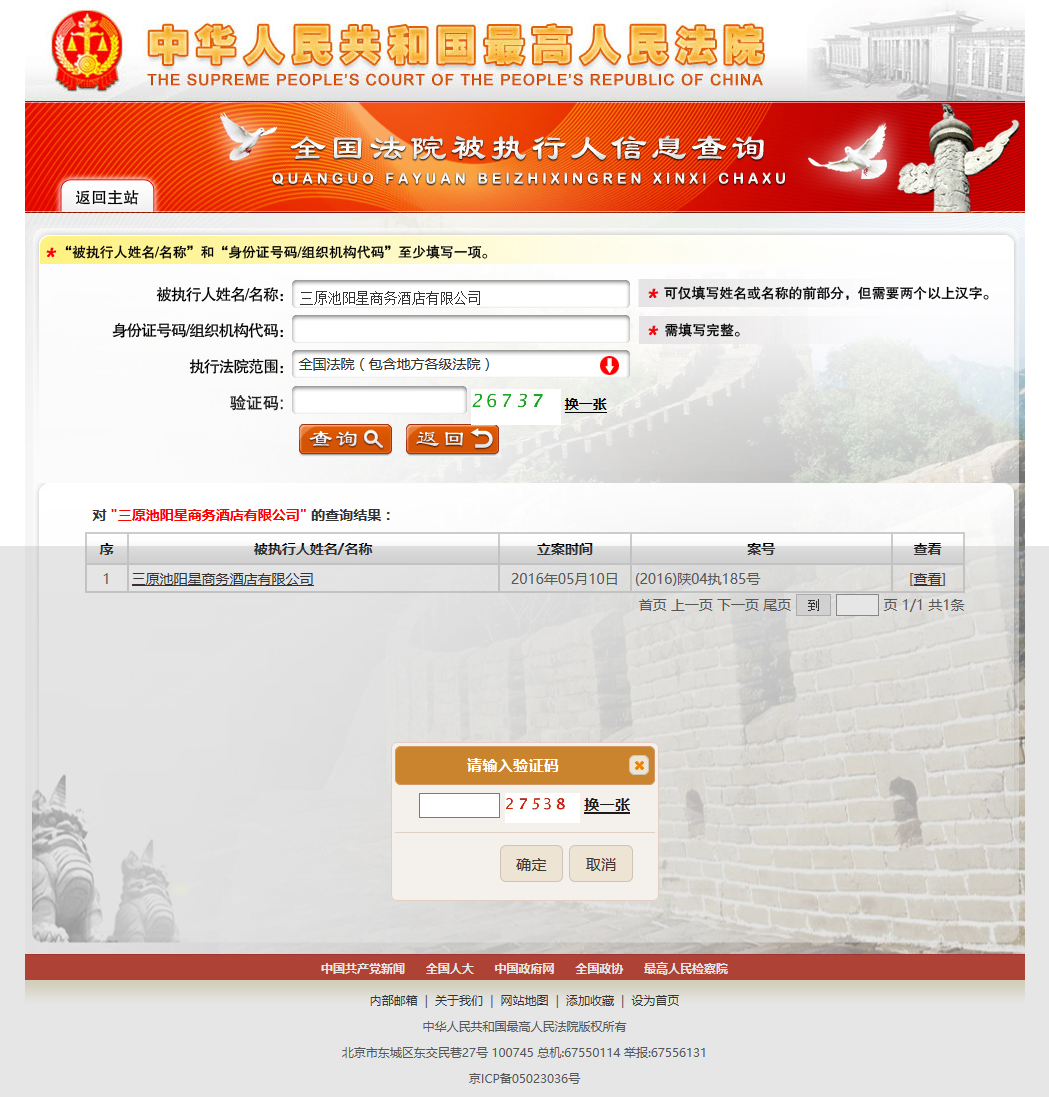 中华人民共和国最高人民法院
THE SUPREME PEOPLE'S COURT OF THE PEOPLE'S REPUBLIC OF CHINA
全国法院被执行人信息查询
QUANGUO FAYUAN BEIZHIXINGREN XINXI CHAXU
返回主站
* “被执行人姓名/名称”和“身份证号码/组织机构代码”至少填写一项。
被执行人姓名/名称: 三原池阳星商务酒店有限公司 * 可仅填写姓名或名称的前部分，但需要两个以上汉字。
身份证号码/组织机构代码: * 需填写完整。
执行法院范围: 全国法院（包含地方各级法院）
验证码: 26737 换一张
查询 返回
对 "三原池阳星商务酒店有限公司" 的查询结果：
序 被执行人姓名/名称 立案时间 案号 查看
1 三原池阳星商务酒店有限公司 2016年05月10日 (2016)陕04执185号 [查看]
首页 上一页 下一页 尾页 到 页 1/1 共1条
请输入验证码
27538 换一张
确定 取消
中国共产党新闻 全国人大 中国政府网 全国政协 最高人民检察院
内部邮箱 | 关于我们 | 网站地图 | 添加收藏 | 设为首页
中华人民共和国最高人民法院版权所有
北京市东城区东交民巷27号 100745 总机:67550114 举报:67556131
京ICP备05023036号